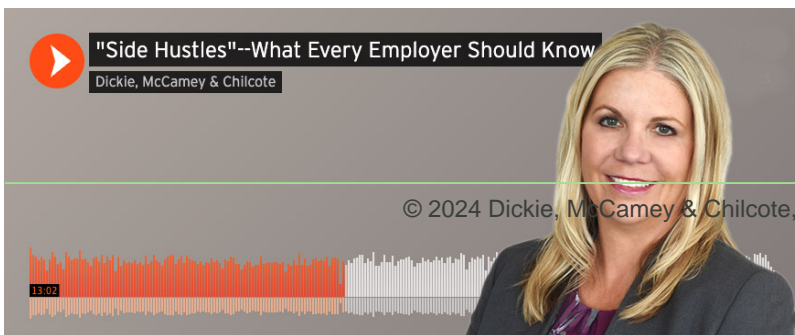 "Side Hustles"--What Every Employer Should Know
Dickie, McCamey & Chilcote
© 2024 Dickie, McCamey & Chilcote,
13:02